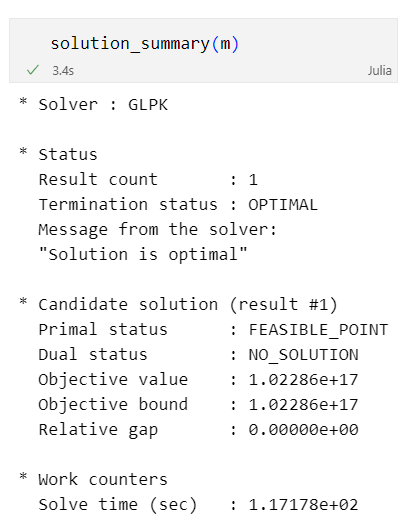 solution_summary(m)
✓ 3.4s Julia
* Solver : GLPK
* Status
Result count : 1
Termination status : OPTIMAL
Message from the solver:
"Solution is optimal"
* Candidate solution (result #1)
Primal status : FEASIBLE_POINT
Dual status : NO_SOLUTION
Objective value : 1.02286e+17
Objective bound : 1.02286e+17
Relative gap : 0.00000e+00
* Work counters
Solve time (sec) : 1.17178e+02